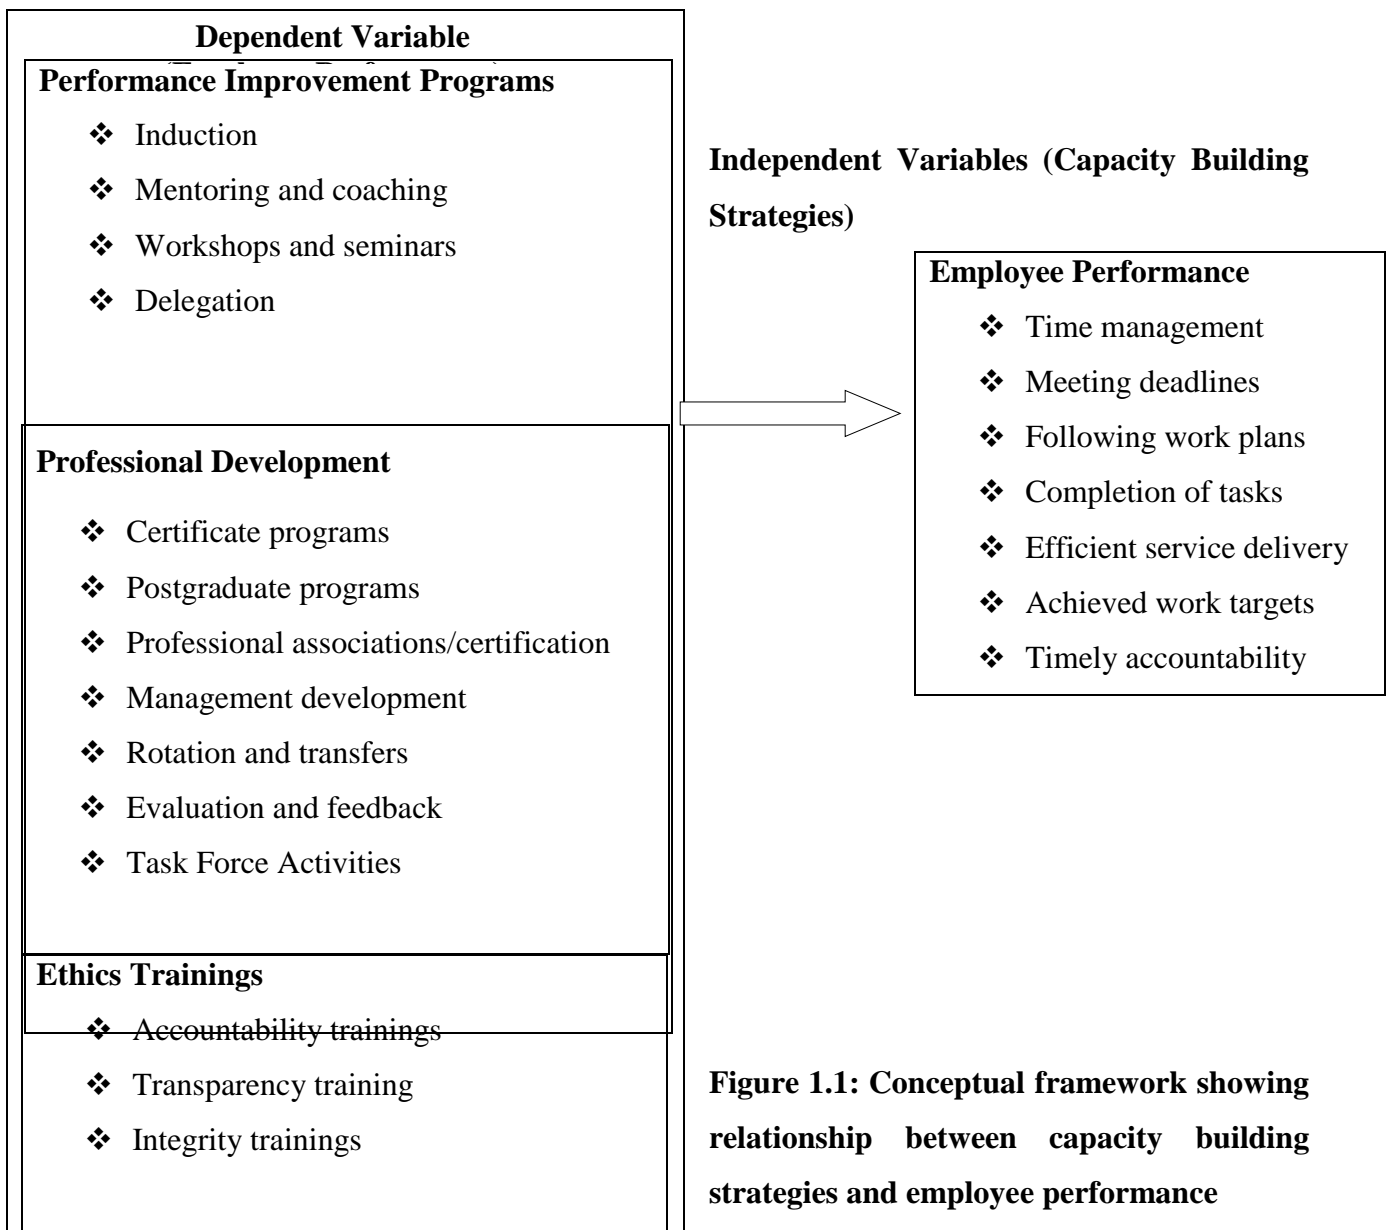 Dependent Variable
Performance Improvement Programs
❖ Induction
❖ Mentoring and coaching
❖ Workshops and seminars
❖ Delegation
Professional Development
❖ Certificate programs
❖ Postgraduate programs
❖ Professional associations/certification
❖ Management development
❖ Rotation and transfers
❖ Evaluation and feedback
❖ Task Force Activities
Ethics Trainings
❖ Accountability trainings
❖ Transparency training
❖ Integrity trainings
Independent Variables (Capacity Building
Strategies)
Employee Performance
❖ Time management
❖ Meeting deadlines
❖ Following work plans
❖ Completion of tasks
❖ Efficient service delivery
❖ Achieved work targets
❖ Timely accountability
Figure 1.1: Conceptual framework showing
relationship between capacity building
strategies and employee performance